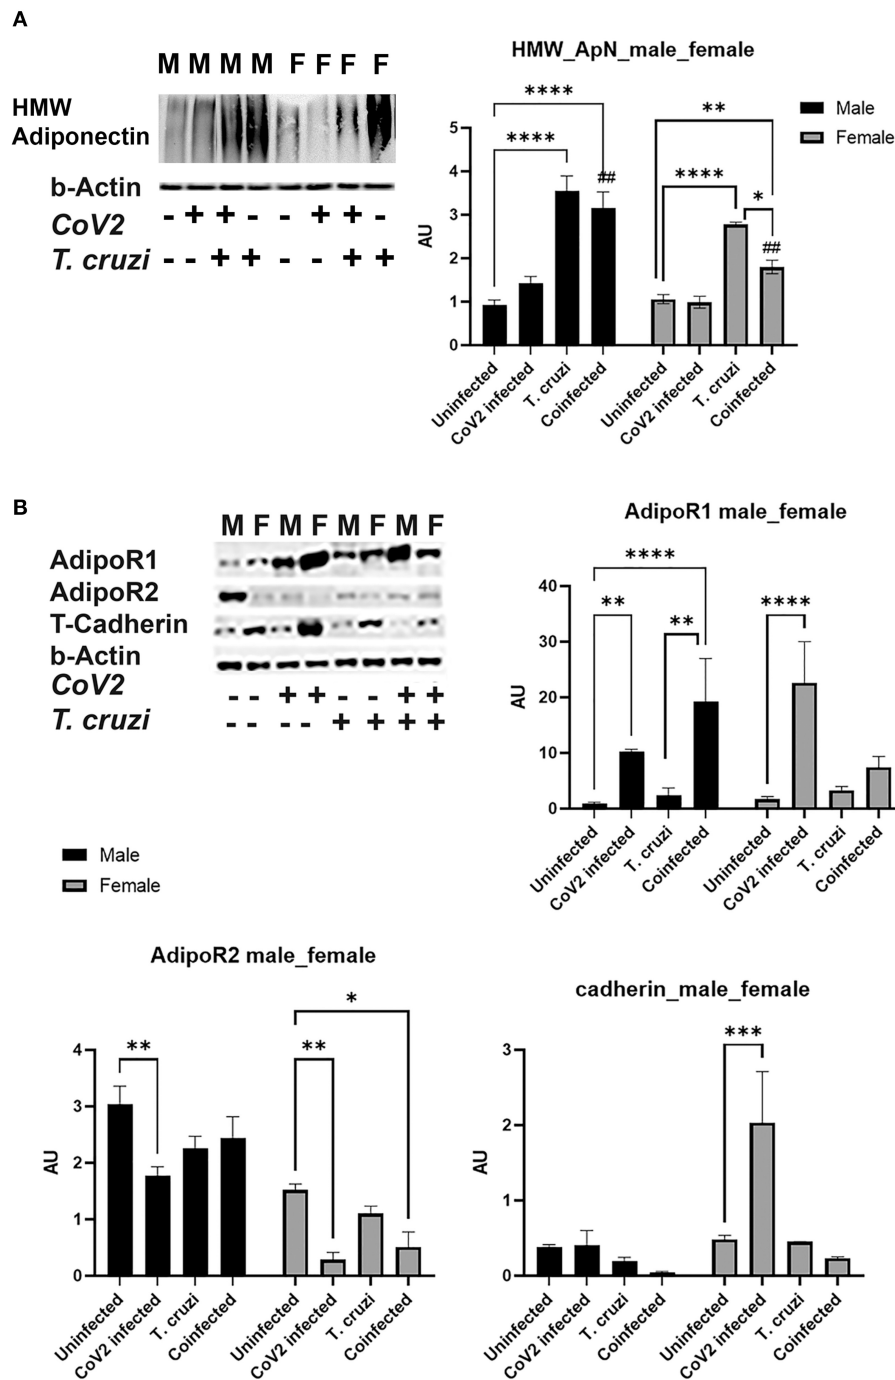 A
M M M M F F F F
HMW
Adiponectin
b-Actin
CoV2 - + + - - + + -
T. cruzi - - + + - - + +
HMW_ApN_male_female
**** ** Male
**** **** * Female
## ##
AU
5
4
3
2
1
0
Uninfected CoV2 infected T. cruzi Coinfected Uninfected CoV2 infected T. cruzi Coinfected
B
M F M F M F M F
AdipoR1
AdipoR2
T-Cadherin
b-Actin
CoV2 - - + + - - + +
T. cruzi - - - - + + + +
AdipoR1 male_female
****
** ** ****
AU
40
30
20
10
0
Uninfected CoV2 infected T. cruzi Coinfected Uninfected CoV2 infected T. cruzi Coinfected
Male
Female
AdipoR2 male_female
*
** **
AU
4
3
2
1
0
Uninfected CoV2 infected T. cruzi Coinfected Uninfected CoV2 infected T. cruzi Coinfected
cadherin_male_female
***
AU
3
2
1
0
Uninfected CoV2 infected T. cruzi Coinfected Uninfected CoV2 infected T. cruzi Coinfected